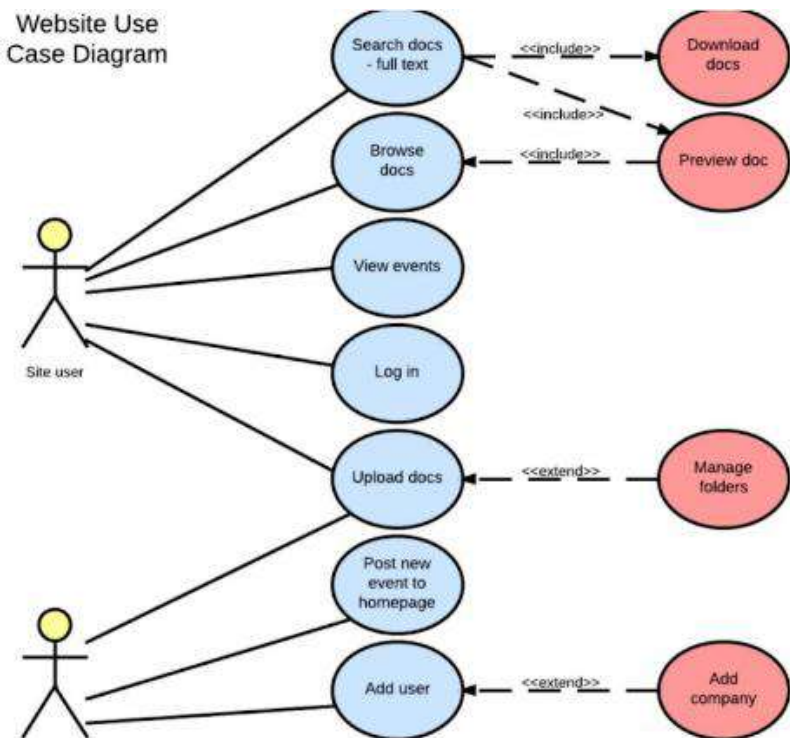 Website Use
Case Diagram
Search docs
- full text
<<include>>
Download
docs
<<include>>
Browse
docs
<<include>>
Preview doc
View events
Site user
Log in
Upload docs
<<extend>>
Manage
folders
Post new
event to
homepage
Add user
<<extend>>
Add
company